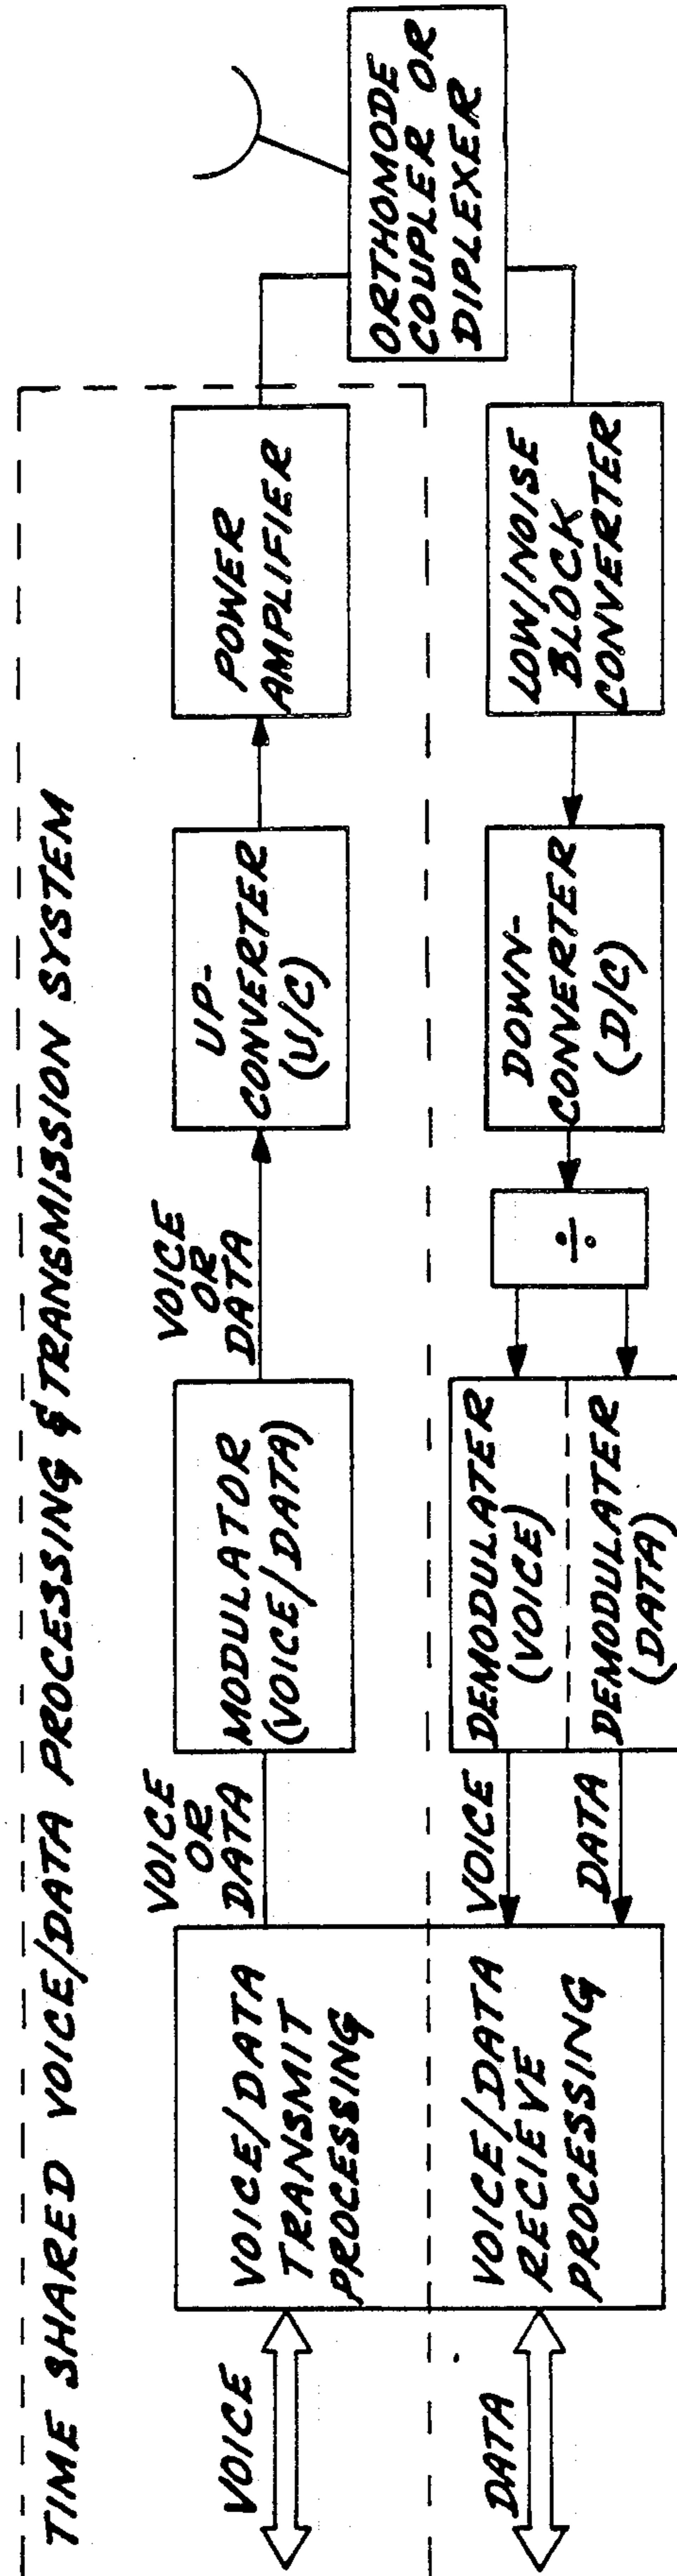 TIME SHARED VOICE/DATA PROCESSING & TRANSMISSION SYSTEM
VOICE
VOICE/DATA
TRANSMIT
PROCESSING
VOICE
OR
DATA
MODULATOR
(VOICE/DATA)
VOICE
OR
DATA
UP-
CONVERTER
(U/C)
POWER
AMPLIFIER
ORTHOMODE
COUPLER OR
DIPLEXER
DATA
VOICE/DATA
RECIEVE
PROCESSING
VOICE
DATA
DEMODULATER
(VOICE)
DEMODULATER
(DATA)
÷
DOWN-
CONVERTER
(D/C)
LOW/NOISE
BLOCK
CONVERTER